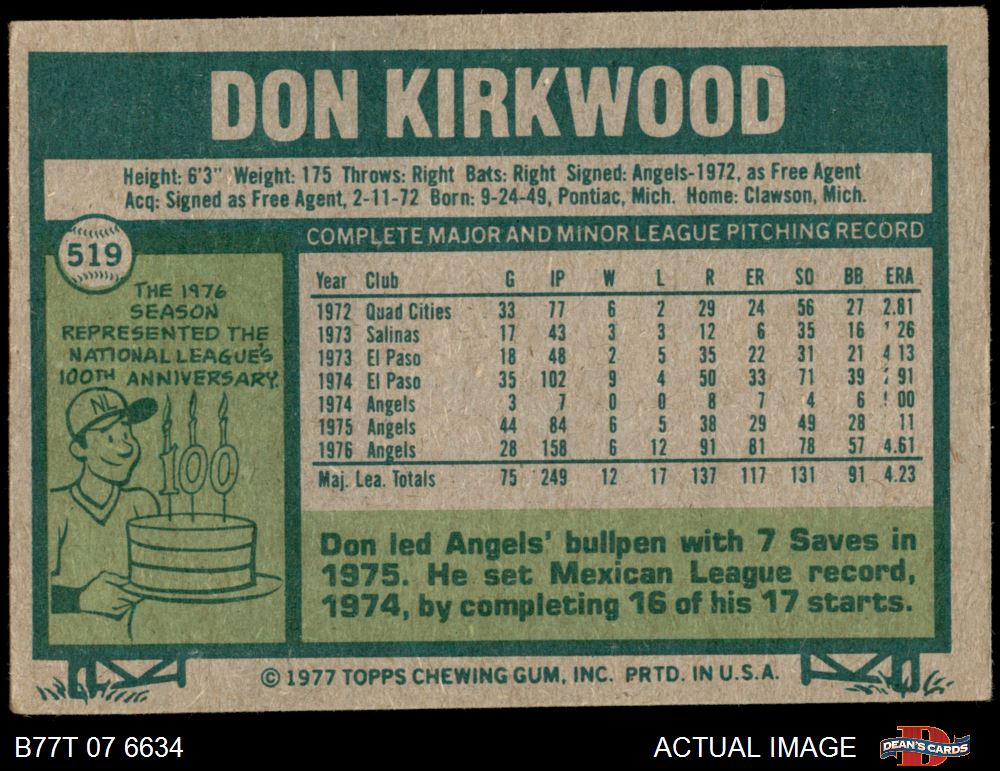 DON KIRKWOOD
Height: 6'3" Weight: 175 Throws: Right Bats: Right Signed: Angels-1972, as Free Agent
Acq: Signed as Free Agent, 2-11-72 Born: 9-24-49, Pontiac, Mich. Home: Clawson, Mich.
519
THE 1976
SEASON
REPRESENTED THE
NATIONAL LEAGUE'S
100TH ANNIVERSARY.
NL
100
COMPLETE MAJOR AND MINOR LEAGUE PITCHING RECORD
Year Club G IP W L R ER SO BB ERA
1972 Quad Cities 33 77 6 2 29 24 56 27 2.81
1973 Salinas 17 43 3 3 12 6 35 16 26
1973 El Paso 18 48 2 5 35 22 31 21 4 13
1974 El Paso 35 102 9 4 50 33 71 39 91
1974 Angels 3 7 0 0 8 7 4 6 00
1975 Angels 44 84 6 5 38 29 49 28 11
1976 Angels 28 158 6 12 91 81 78 57 4.61
Maj. Lea. Totals 75 249 12 17 137 117 131 91 4.23
Don led Angels' bullpen with 7 Saves in
1975. He set Mexican League record,
1974, by completing 16 of his 17 starts.
© 1977 TOPPS CHEWING GUM, INC. PRTD. IN U.S.A.
B77T 07 6634
ACTUAL IMAGE
DEAN'S CARDS